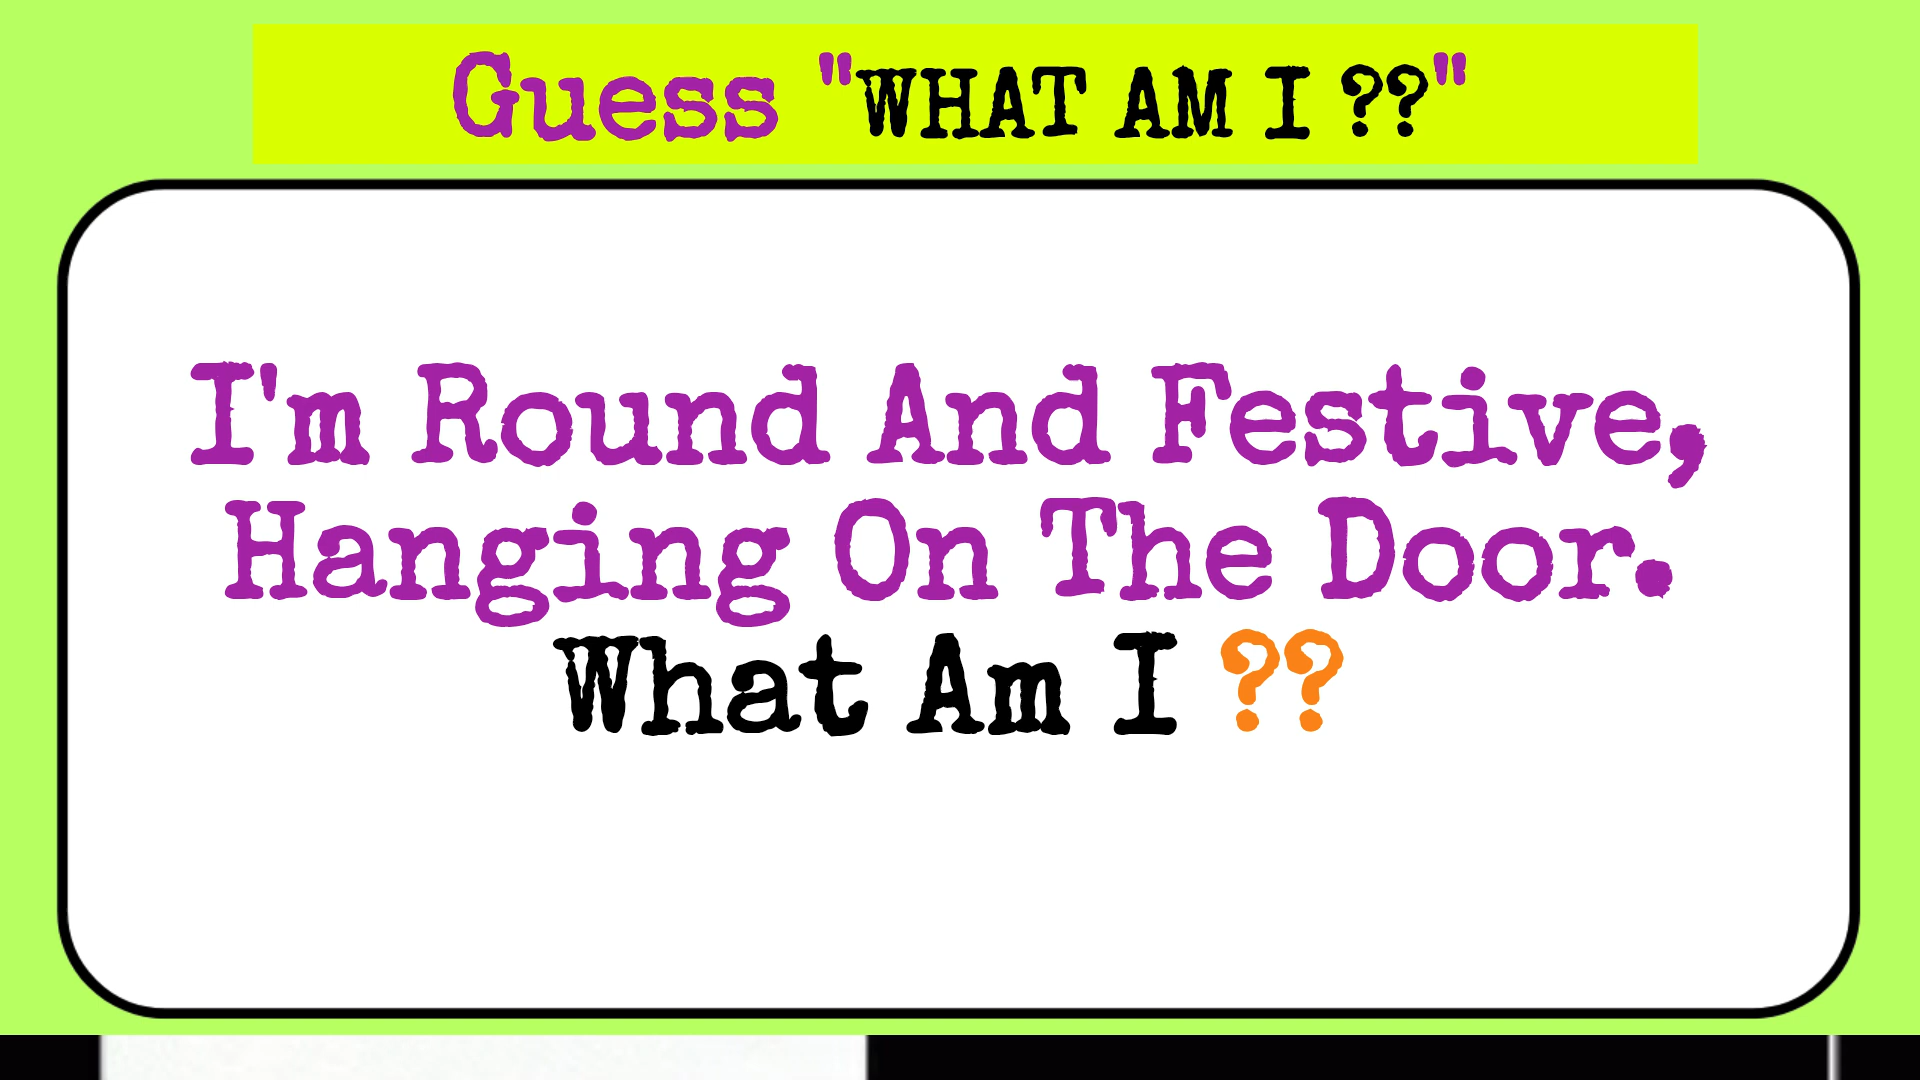 Guess "WHAT AM I ??"
I'm Round And Festive,
Hanging On The Door.
What Am I ??